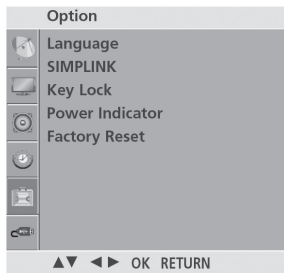 Option
Language
SIMPLINK
Key Lock
Power Indicator
Factory Reset
▲▼ ◄► OK RETURN